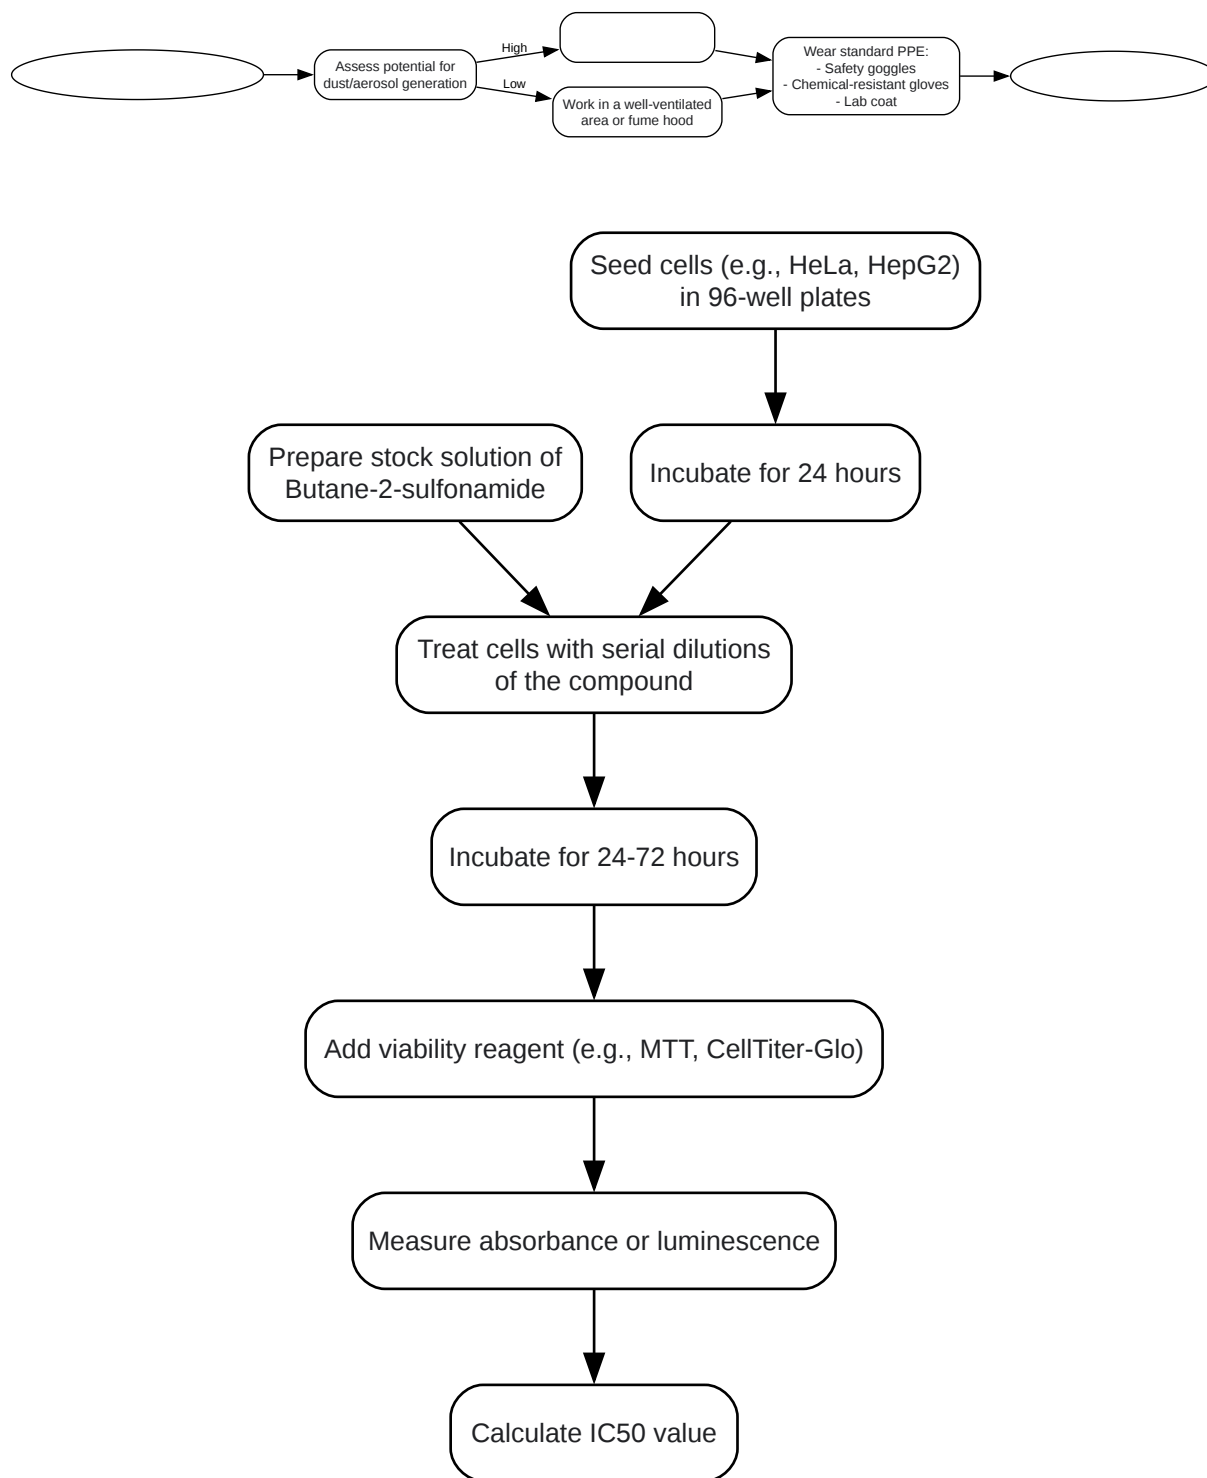 Assess potential for
dust/aerosol generation
High
Low
Work in a well-ventilated
area or fume hood
Wear standard PPE:
- Safety goggles
- Chemical-resistant gloves
- Lab coat
Seed cells (e.g., HeLa, HepG2)
in 96-well plates
Prepare stock solution of
Butane-2-sulfonamide
Incubate for 24 hours
Treat cells with serial dilutions
of the compound
Incubate for 24-72 hours
Add viability reagent (e.g., MTT, CellTiter-Glo)
Measure absorbance or luminescence
Calculate IC50 value